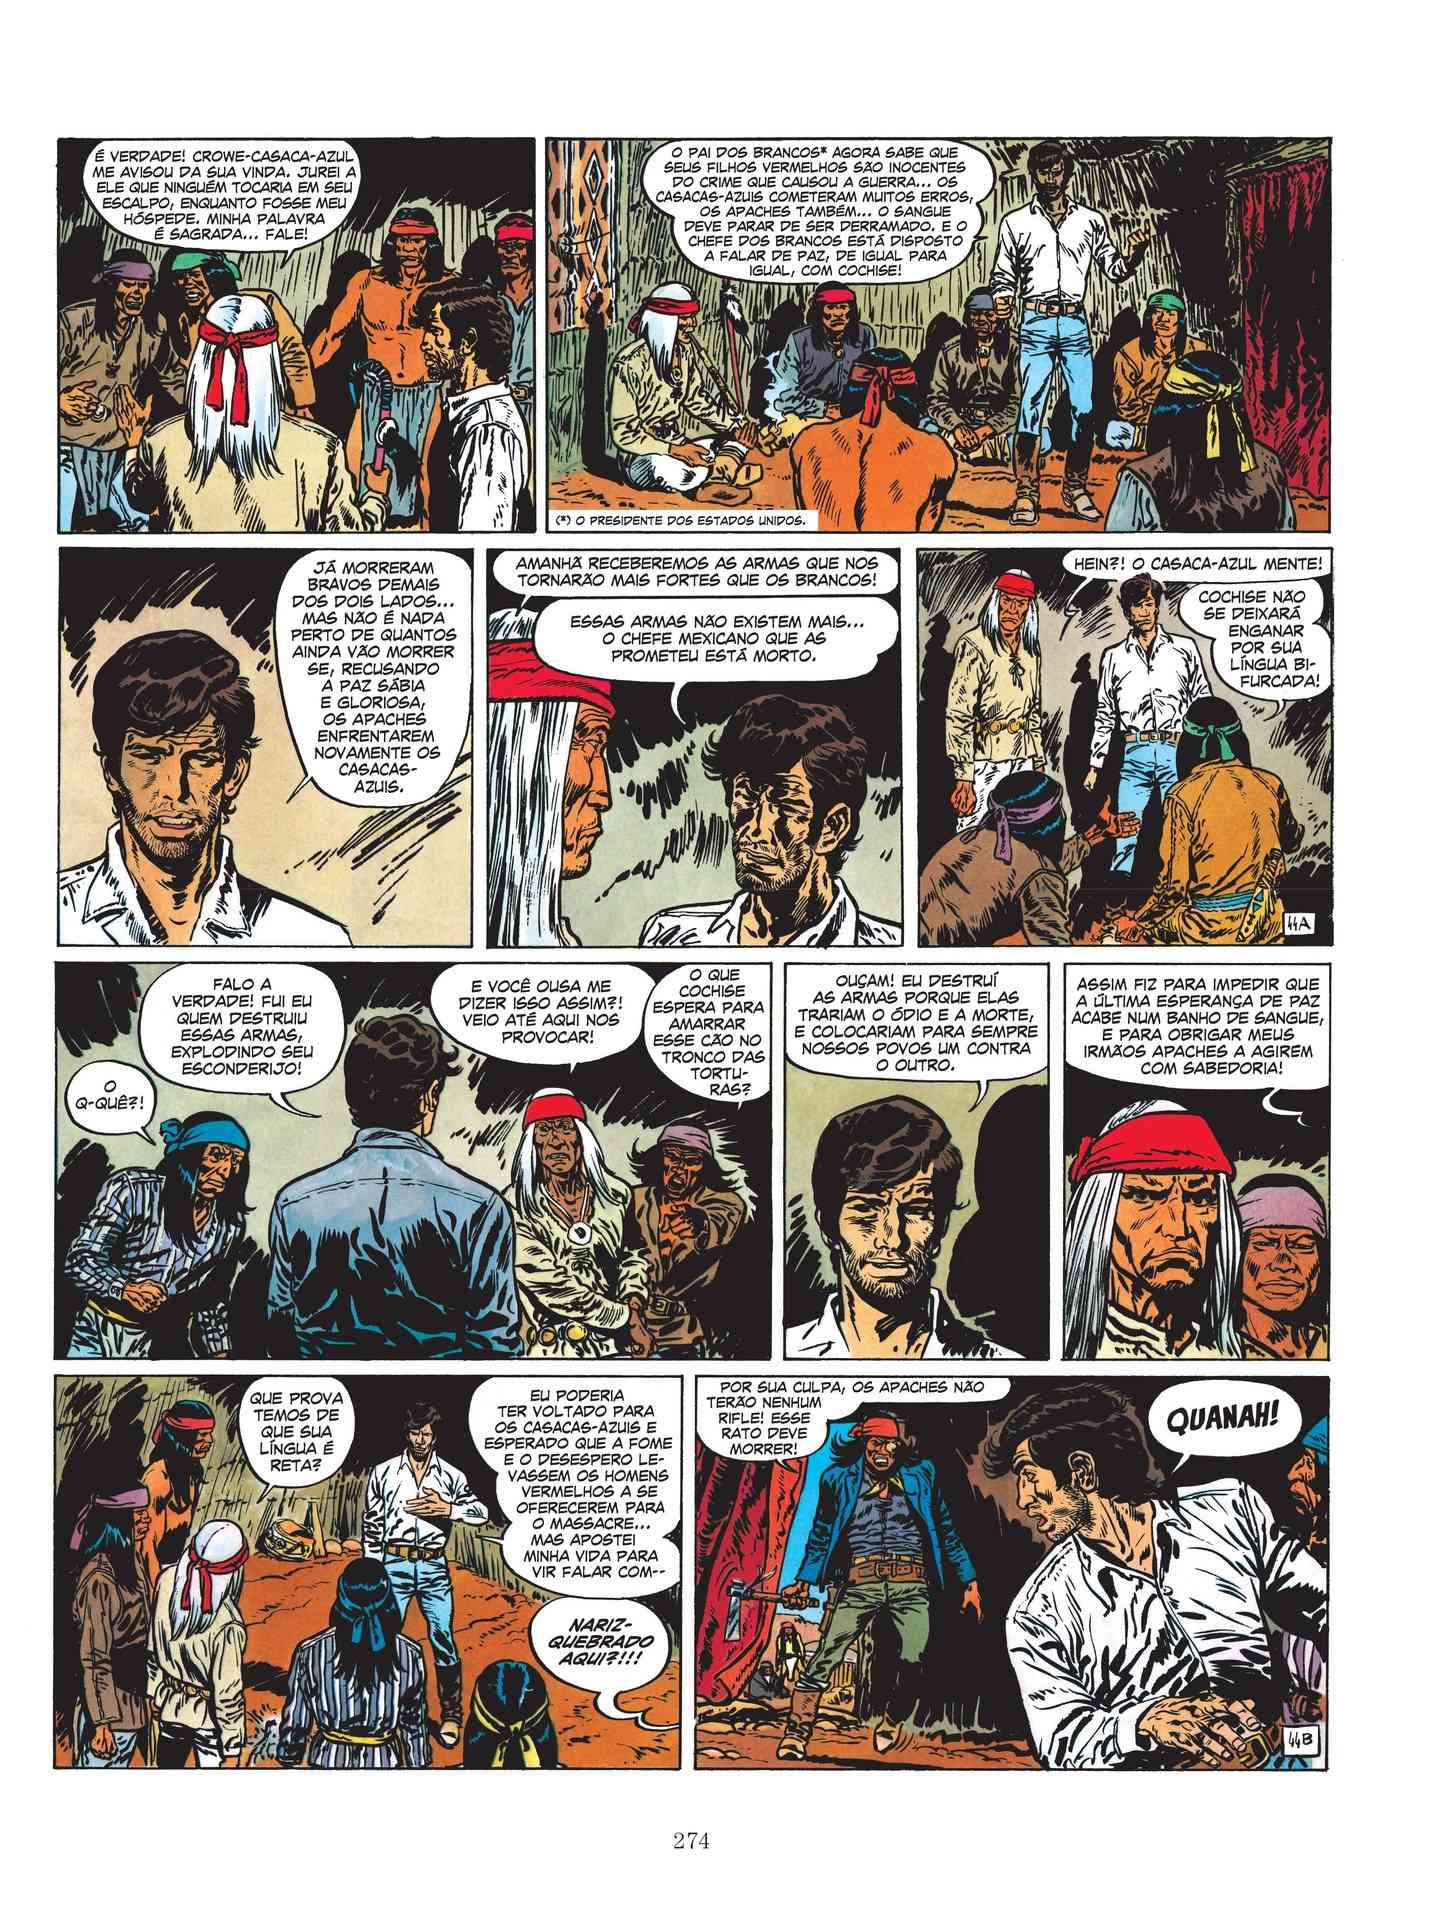 É VERDADE! CROWE-CASACA-AZUL
ME AVISOU DA SUA VINDA. JUREI A
ELE QUE NINGUÉM TOCARIA EM SEU
ESCALPO, ENQUANTO FOSSE MEU
HÓSPEDE. MINHA PALAVRA
É SAGRADA... FALE!
O PAI DOS BRANCOS* AGORA SABE QUE
SEUS FILHOS VERMELHOS SÃO INOCENTES
DO CRIME QUE CAUSOU A GUERRA... OS
CASACAS-AZUIS COMETERAM MUITOS ERROS,
OS APACHES TAMBÉM... O SANGUE
DEVE PARAR DE SER DERRAMADO. E O
CHEFE DOS BRANCOS ESTÁ DISPOSTO
A FALAR DE PAZ, DE IGUAL PARA
IGUAL, COM COCHISE!
(*) O PRESIDENTE DOS ESTADOS UNIDOS.
JÁ MORRERAM
BRAVOS DEMAIS
DOS DOIS LADOS...
MAS NÃO É NADA
PERTO DE QUANTOS
AINDA VÃO MORRER
SE, RECUSANDO
A PAZ SÁBIA
E GLORIOSA,
OS APACHES
ENFRENTAREM
NOVAMENTE OS
CASACAS-
AZUIS.
AMANHÃ RECEBEREMOS AS ARMAS QUE NOS
TORNARÃO MAIS FORTES QUE OS BRANCOS!
ESSAS ARMAS NÃO EXISTEM MAIS...
O CHEFE MEXICANO QUE AS
PROMETEU ESTÁ MORTO.
HEIN?! O CASACA-AZUL MENTE!
COCHISE NÃO
SE DEIXARÁ
ENGANAR
POR SUA
LÍNGUA BI-
FURCADA!
44A
O
Q-QUÊ?!
FALO A
VERDADE! FUI EU
QUEM DESTRUIU
ESSAS ARMAS,
EXPLODINDO SEU
ESCONDERIJO!
E VOCÊ OUSA ME
DIZER ISSO ASSIM?!
VEIO ATÉ AQUI NOS
PROVOCAR!
O QUE
COCHISE
ESPERA PARA
AMARRAR
ESSE CÃO NO
TRONCO DAS
TORTU-
RAS?
OUÇAM! EU DESTRUÍ
AS ARMAS PORQUE ELAS
TRARIAM O ÓDIO E A MORTE,
E COLOCARIAM PARA SEMPRE
NOSSOS POVOS UM CONTRA
O OUTRO.
ASSIM FIZ PARA IMPEDIR QUE
A ÚLTIMA ESPERANÇA DE PAZ
ACABE NUM BANHO DE SANGUE,
E PARA OBRIGAR MEUS
IRMÃOS APACHES A AGIREM
COM SABEDORIA!
QUE PROVA
TEMOS DE
QUE SUA
LÍNGUA É
RETA?
EU PODERIA
TER VOLTADO PARA
OS CASACAS-AZUIS E
ESPERADO QUE A FOME
E O DESESPERO LE-
VASSEM OS HOMENS
VERMELHOS A SE
OFERECEREM PARA
O MASSACRE...
MAS APOSTEI
MINHA VIDA PARA
VIR FALAR COM--
NARIZ-
QUEBRADO
AQUI?!!!
POR SUA CULPA, OS APACHES NÃO
TERÃO NENHUM
RIFLE! ESSE
RATO DEVE
MORRER!
QUANAH!
44B
274